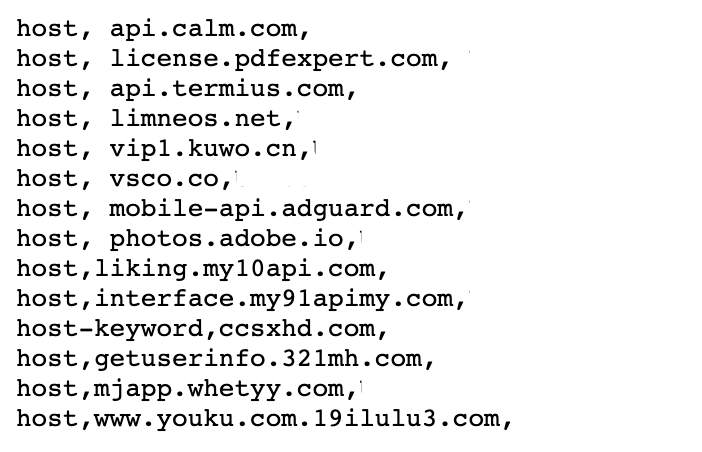 host, api.calm.com,
host, license.pdfexpert.com,
host, api.termius.com,
host, limneos.net,
host, vip1.kuwo.cn,
host, vsco.co,
host, mobile-api.adguard.com,
host, photos.adobe.io,
host,liking.my10api.com,
host,interface.my91apimy.com,
host-keyword,ccsxhd.com,
host,getuserinfo.321mh.com,
host,mjapp.whetyy.com,
host,www.youku.com.19ilulu3.com,